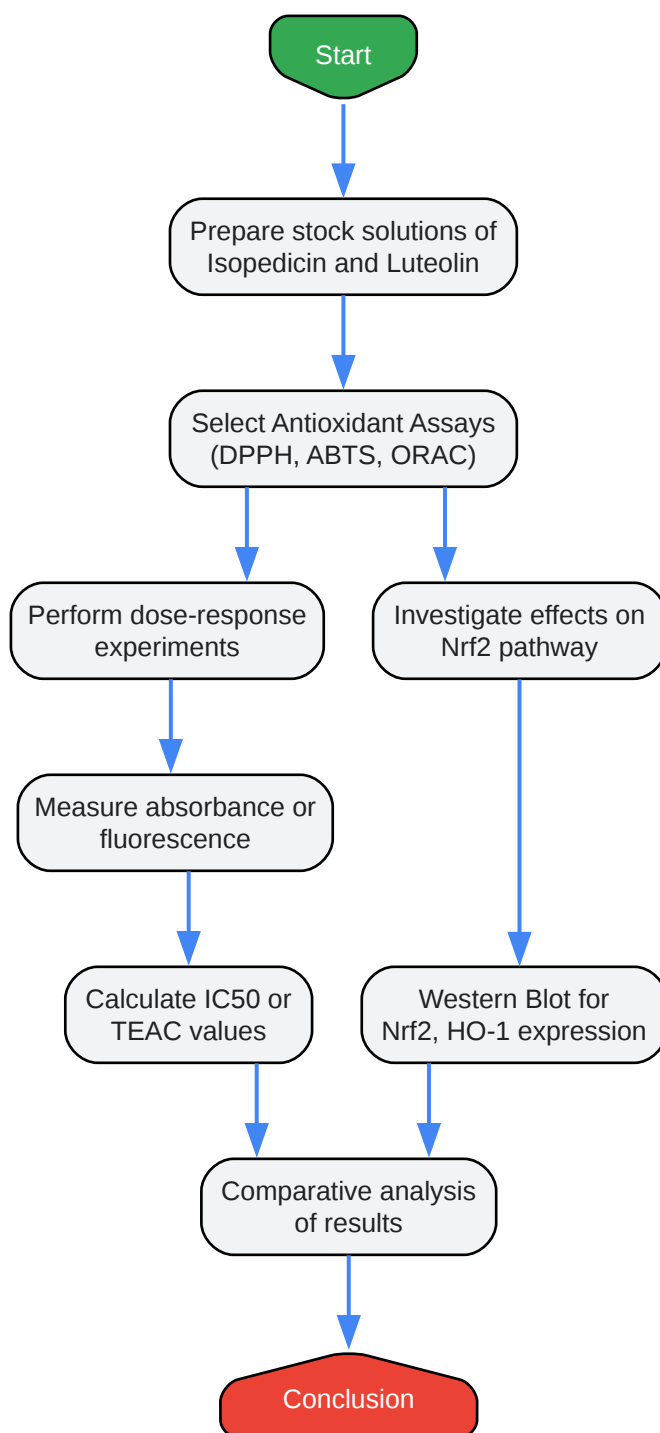 Start
Prepare stock solutions of
Isopedicin and Luteolin
Select Antioxidant Assays
(DPPH, ABTS, ORAC)
Perform dose-response
experiments
Investigate effects on
Nrf2 pathway
Measure absorbance or
fluorescence
Calculate IC50 or
TEAC values
Western Blot for
Nrf2, HO-1 expression
Comparative analysis
of results
Conclusion